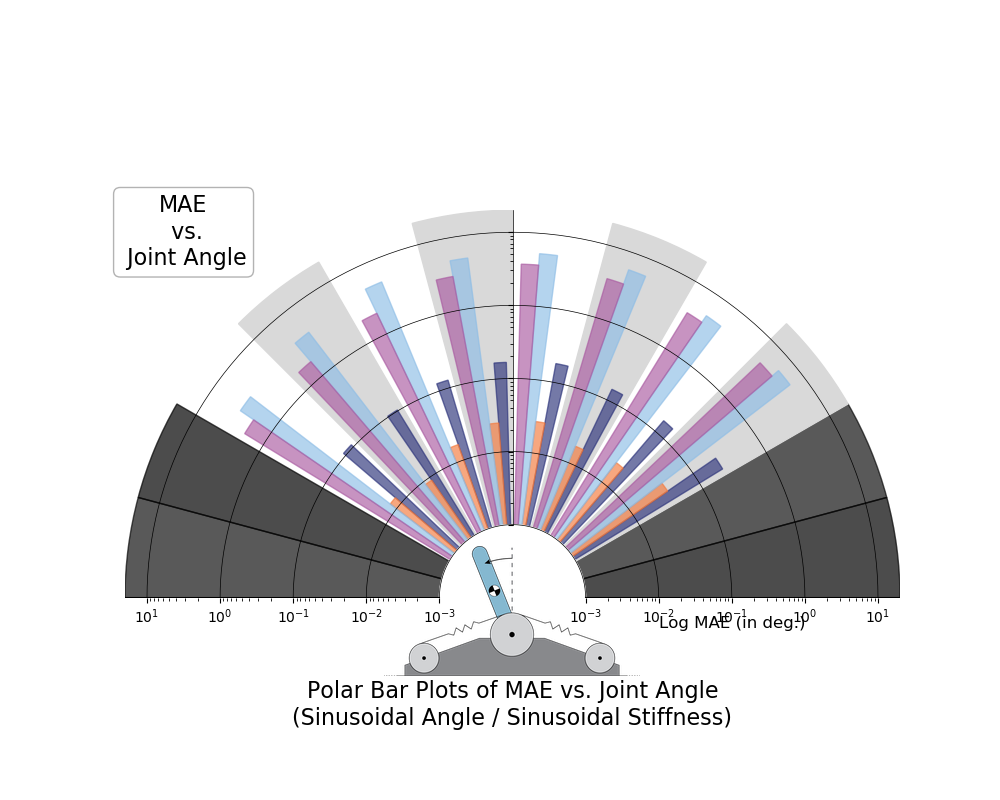 MAE
vs.
Joint Angle
10¹ 10⁰ 10⁻¹ 10⁻² 10⁻³ 10⁻³ 10⁻² 10⁻¹ 10⁰ 10¹
Log MAE (in deg.)
Polar Bar Plots of MAE vs. Joint Angle
(Sinusoidal Angle / Sinusoidal Stiffness)